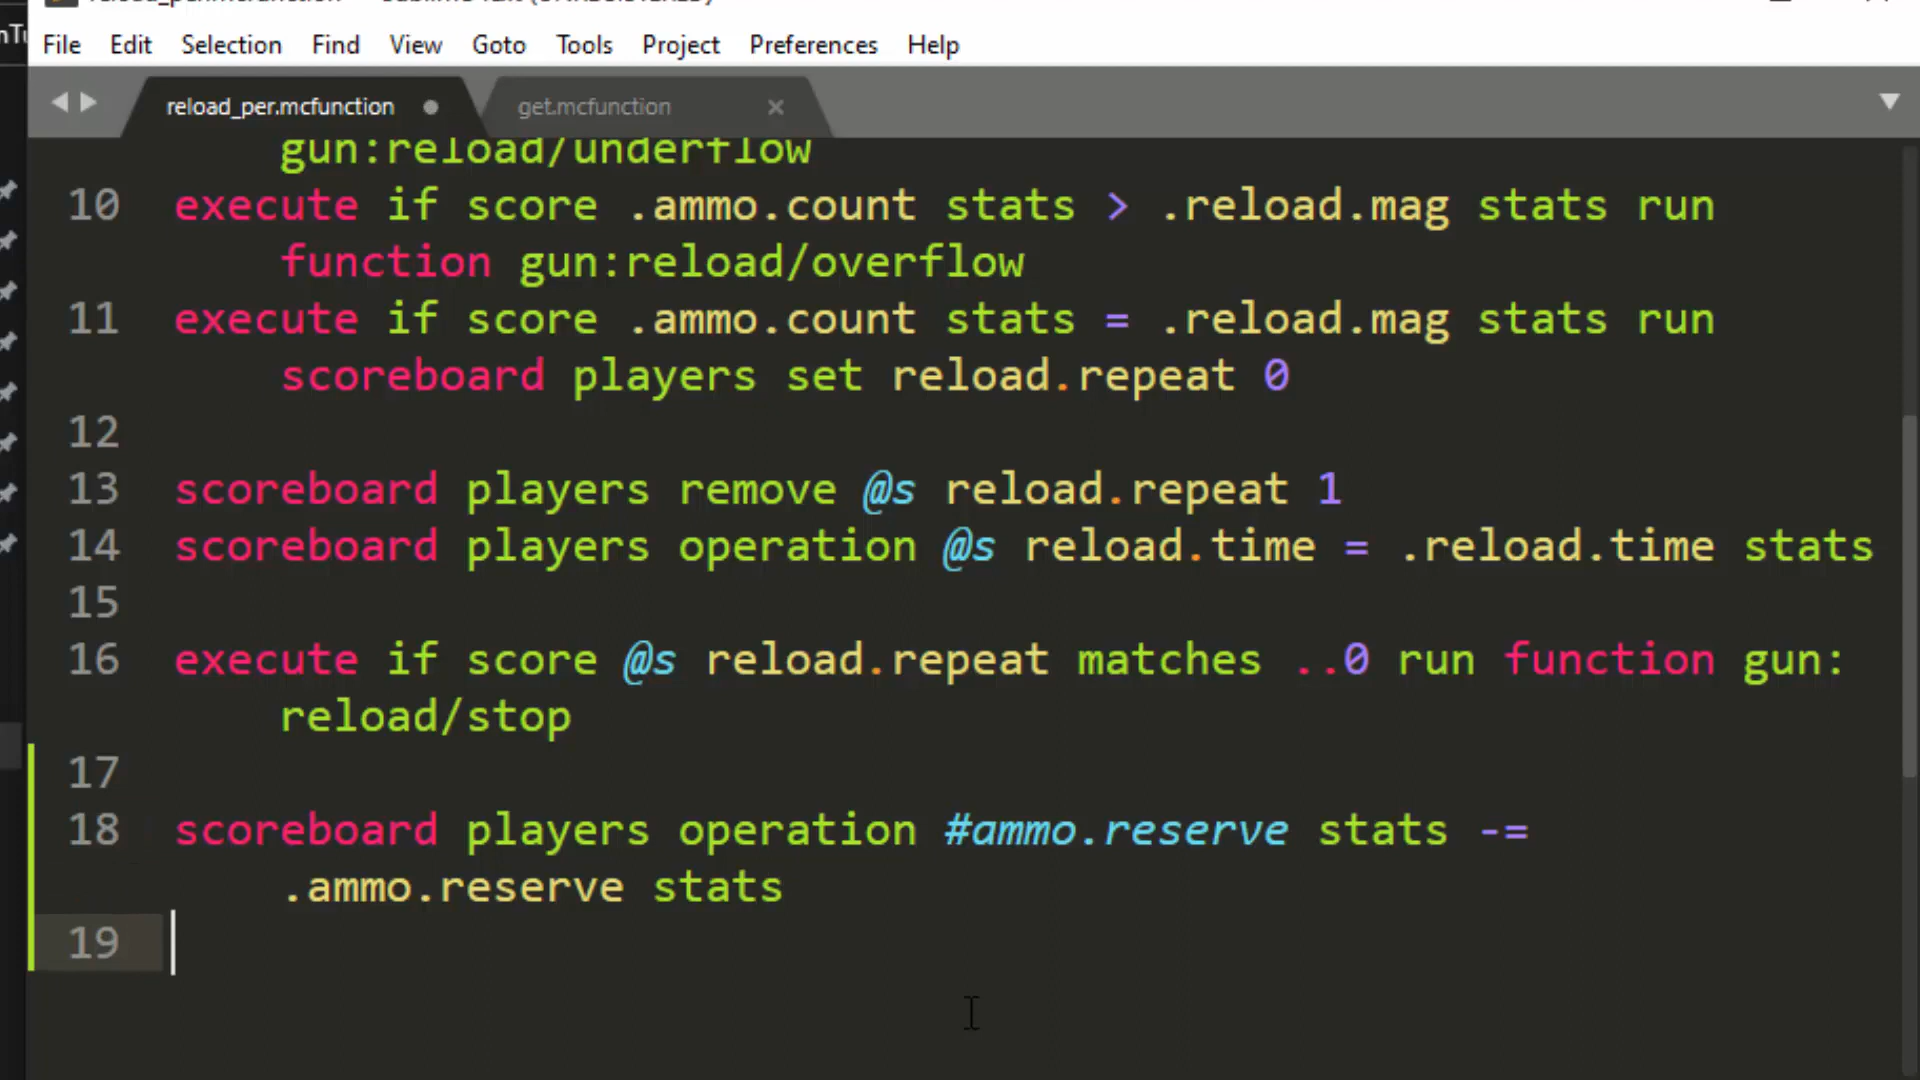 File Edit Selection Find View Goto Tools Project Preferences Help
reload_per.mcfunction get.mcfunction
gun:reload/underflow
10 execute if score .ammo.count stats > .reload.mag stats run
function gun:reload/overflow
11 execute if score .ammo.count stats = .reload.mag stats run
scoreboard players set reload.repeat 0
12
13 scoreboard players remove @s reload.repeat 1
14 scoreboard players operation @s reload.time = .reload.time stats
15
16 execute if score @s reload.repeat matches ..0 run function gun:
reload/stop
17
18 scoreboard players operation #ammo.reserve stats -=
.ammo.reserve stats
19